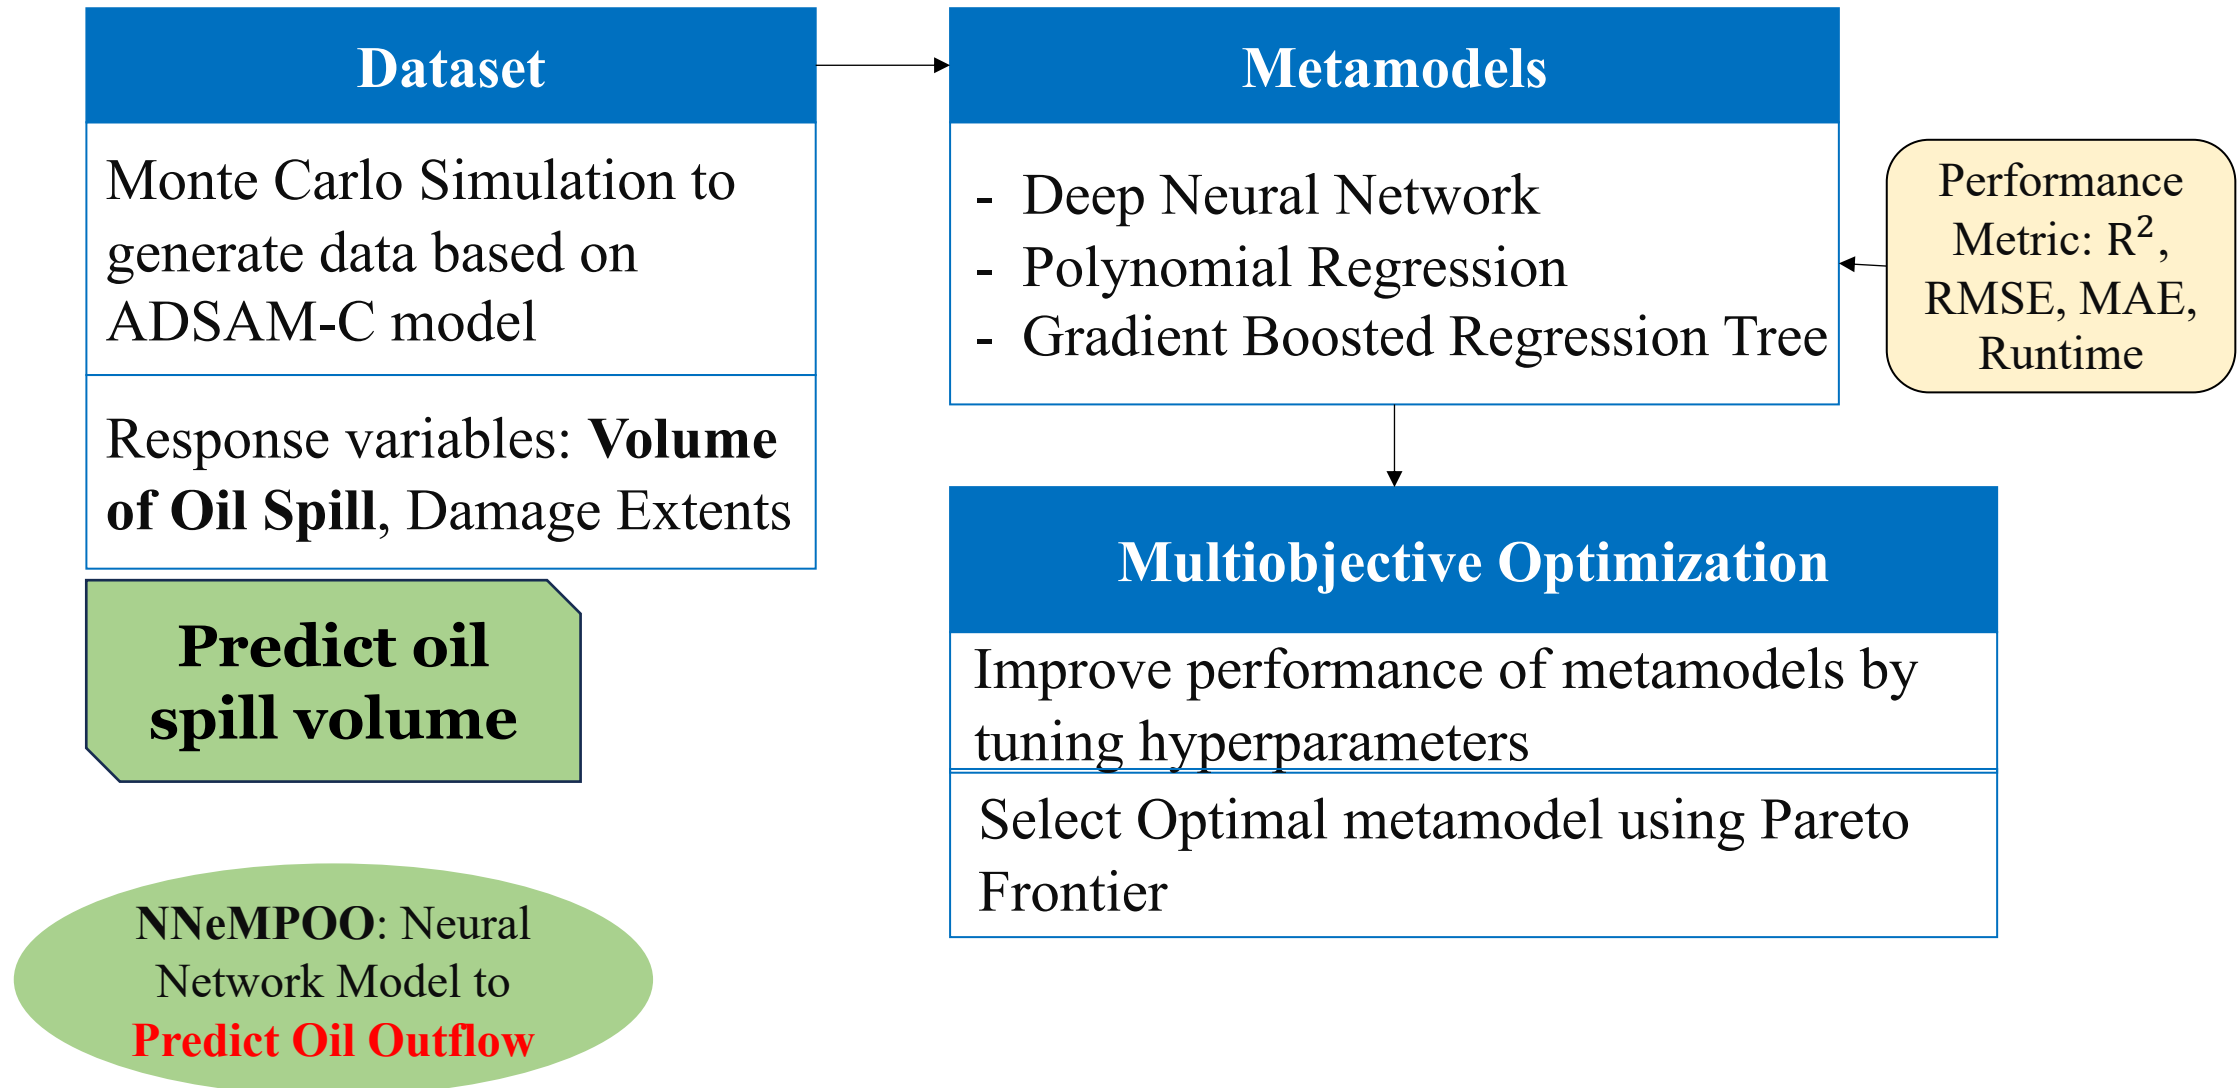 Dataset
Monte Carlo Simulation to
generate data based on
ADSAM-C model
Response variables: Volume
of Oil Spill, Damage Extents
Predict oil
spill volume
NNeMPOO: Neural
Network Model to
Predict Oil Outflow
Metamodels
- Deep Neural Network
- Polynomial Regression
- Gradient Boosted Regression Tree
Performance
Metric: R²,
RMSE, MAE,
Runtime
Multiobjective Optimization
Improve performance of metamodels by
tuning hyperparameters
Select Optimal metamodel using Pareto
Frontier